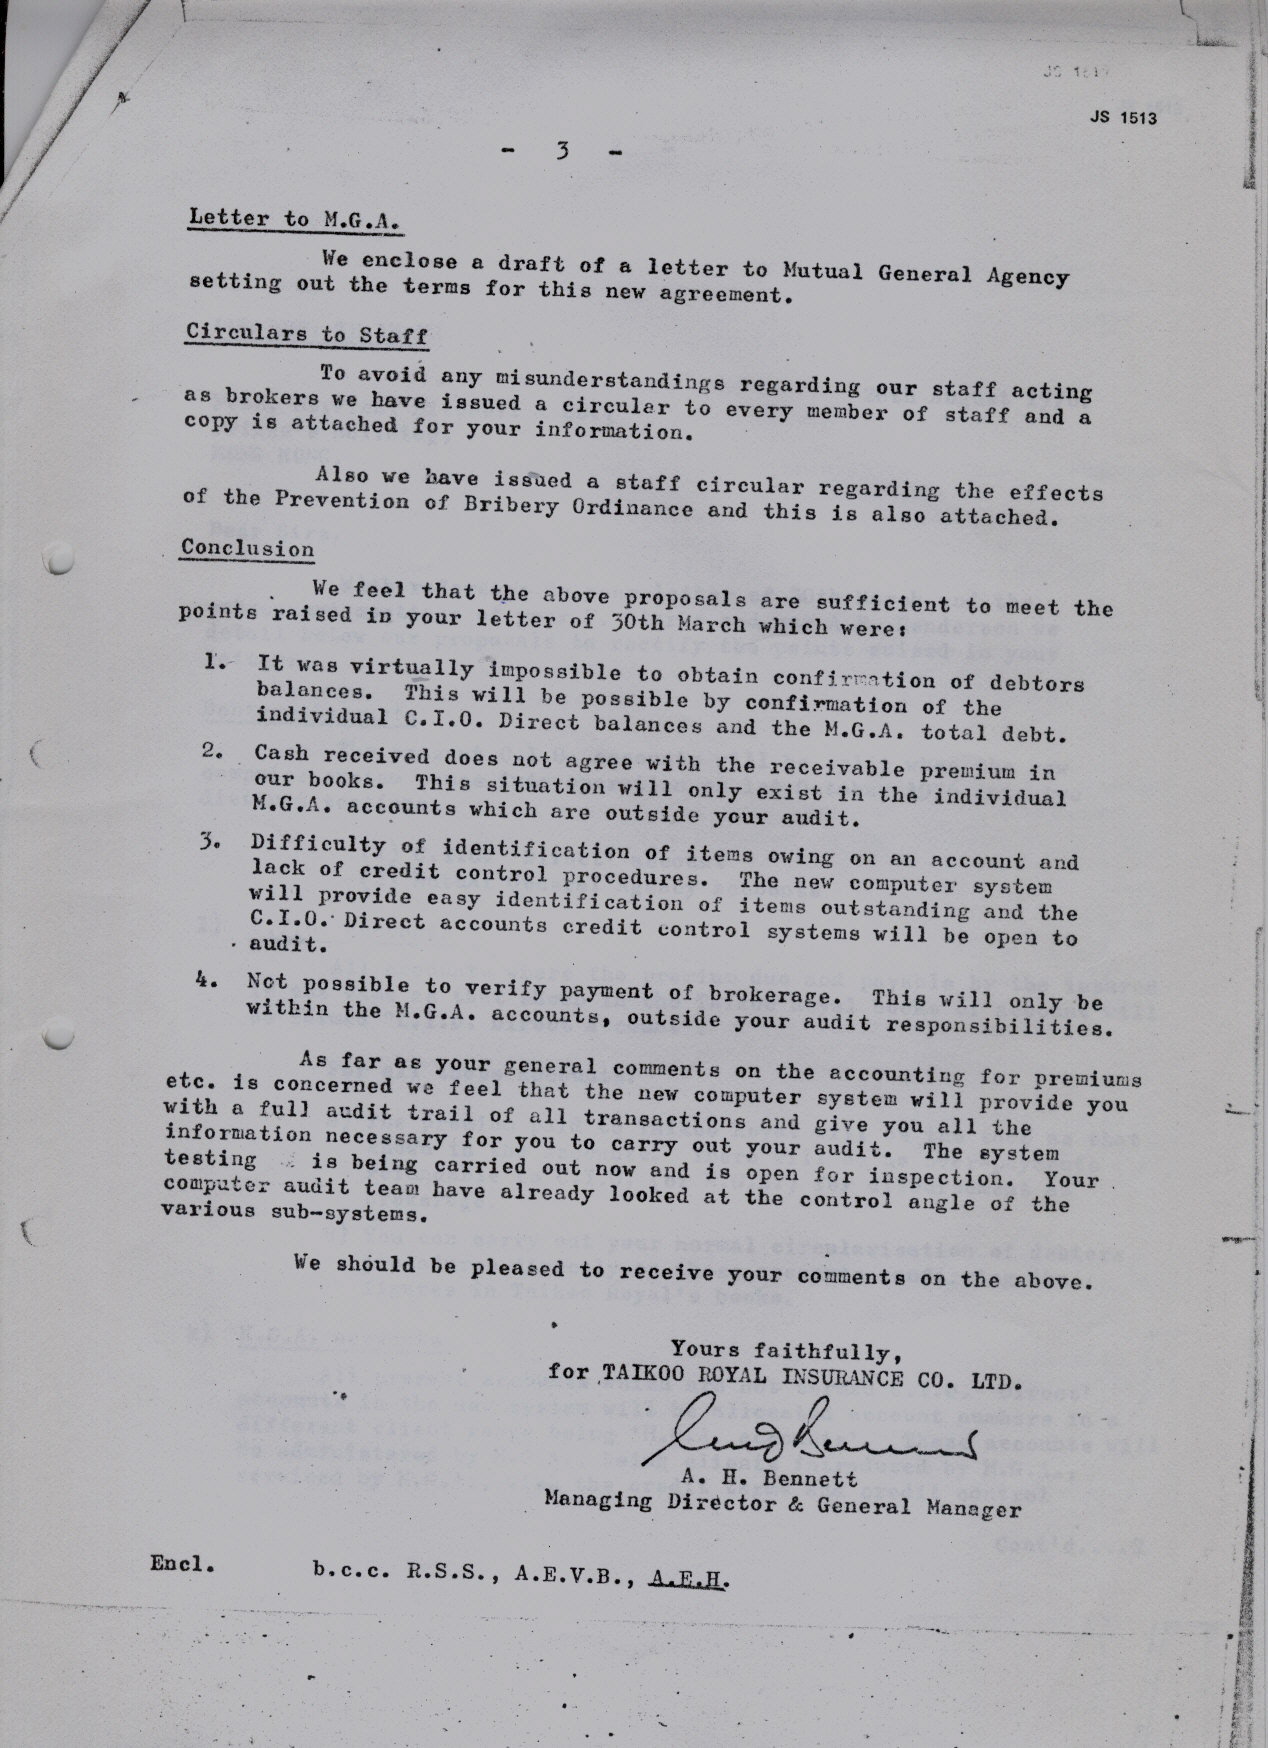 JS 1513
- 3 -
Letter to M.G.A.
We enclose a draft of a letter to Mutual General Agency
setting out the terms for this new agreement.
Circulars to Staff
To avoid any misunderstandings regarding our staff acting
as brokers we have issued a circular to every member of staff and a
copy is attached for your information.
Also we have issued a staff circular regarding the effects
of the Prevention of Bribery Ordinance and this is also attached.
Conclusion
We feel that the above proposals are sufficient to meet the
points raised in your letter of 30th March which were:
1. It was virtually impossible to obtain confirmation of debtors
balances. This will be possible by confirmation of the
individual C.I.O. Direct balances and the M.G.A. total debt.
2. Cash received does not agree with the receivable premium in
our books. This situation will only exist in the individual
M.G.A. accounts which are outside your audit.
3. Difficulty of identification of items owing on an account and
lack of credit control procedures. The new computer system
will provide easy identification of items outstanding and the
C.I.O. Direct accounts credit control systems will be open to
audit.
4. Not possible to verify payment of brokerage. This will only be
within the M.G.A. accounts, outside your audit responsibilities.
As far as your general comments on the accounting for premiums
etc. is concerned we feel that the new computer system will provide you
with a full audit trail of all transactions and give you all the
information necessary for you to carry out your audit. The system
testing is being carried out now and is open for inspection. Your
computer audit team have already looked at the control angle of the
various sub-systems.
We should be pleased to receive your comments on the above.
Yours faithfully,
for TAIKOO ROYAL INSURANCE CO. LTD.
A. H. Bennett
Managing Director & General Manager
Encl. b.c.c. R.S.S., A.E.V.B., A.E.H.